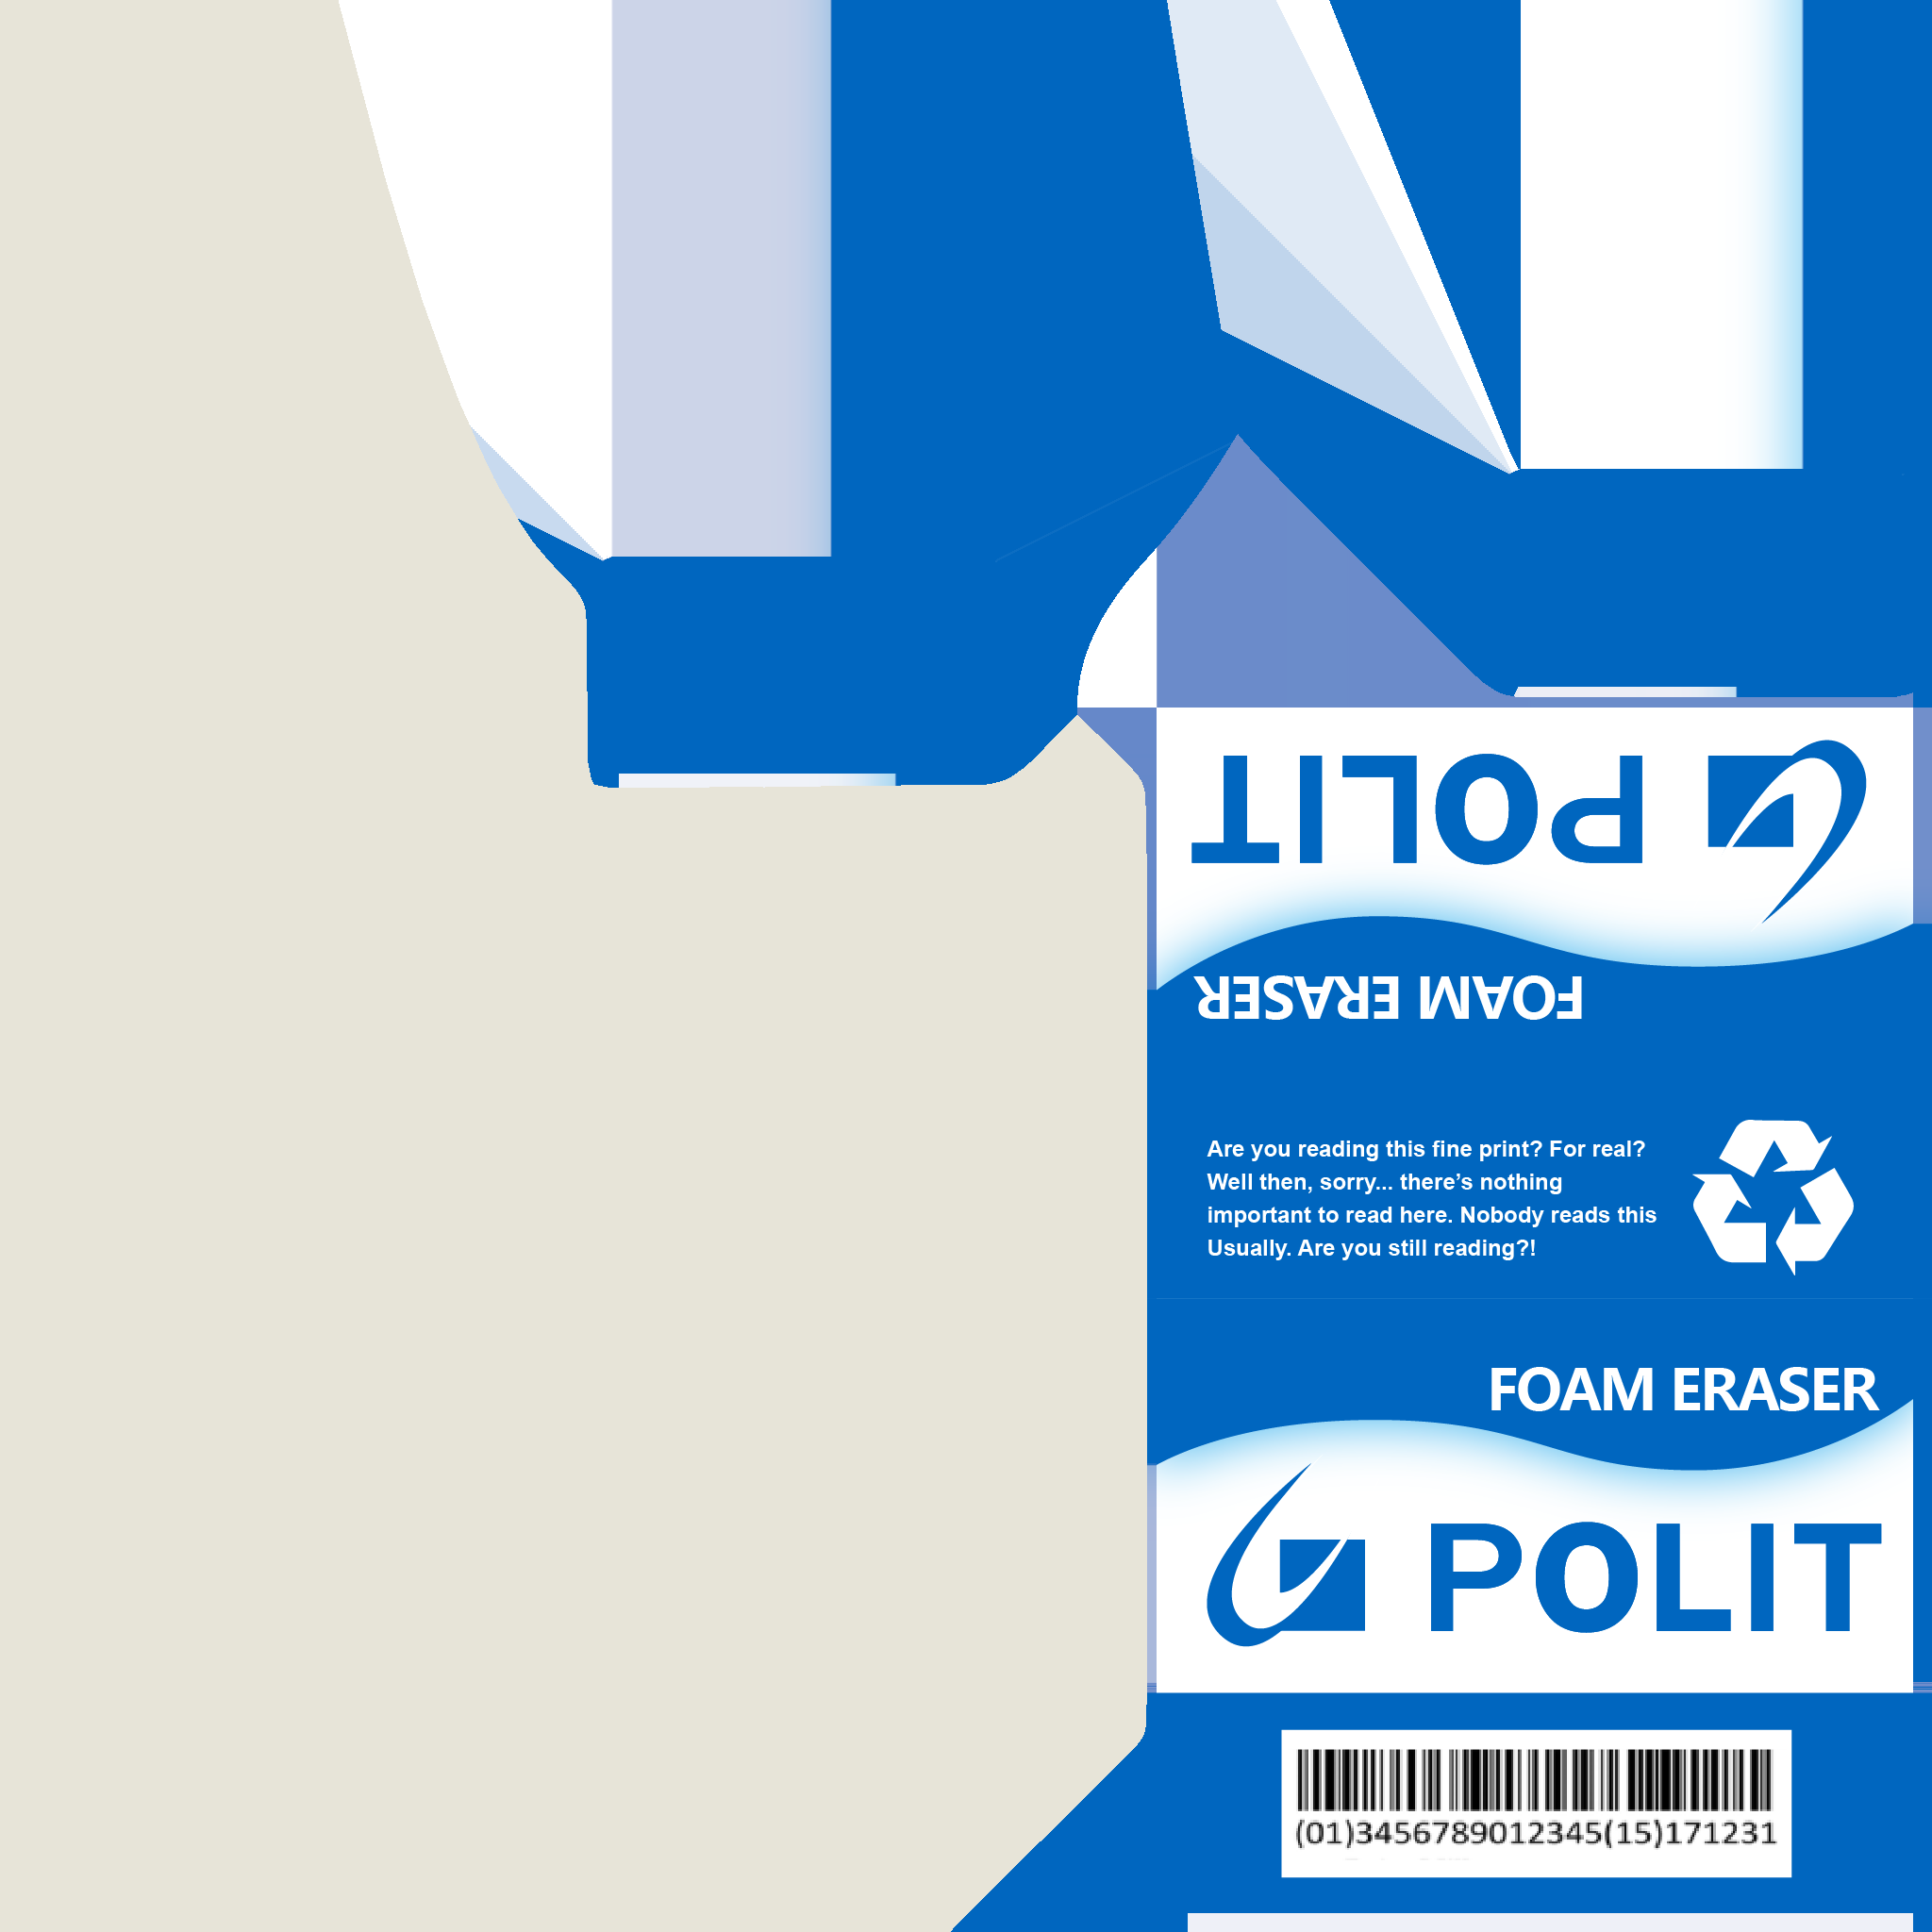 POLIT
FOAM ERASER
Are you reading this fine print? For real?
Well then, sorry... there’s nothing
important to read here. Nobody reads this
Usually. Are you still reading?!
FOAM ERASER
POLIT
(01)3456789012345(15)171231